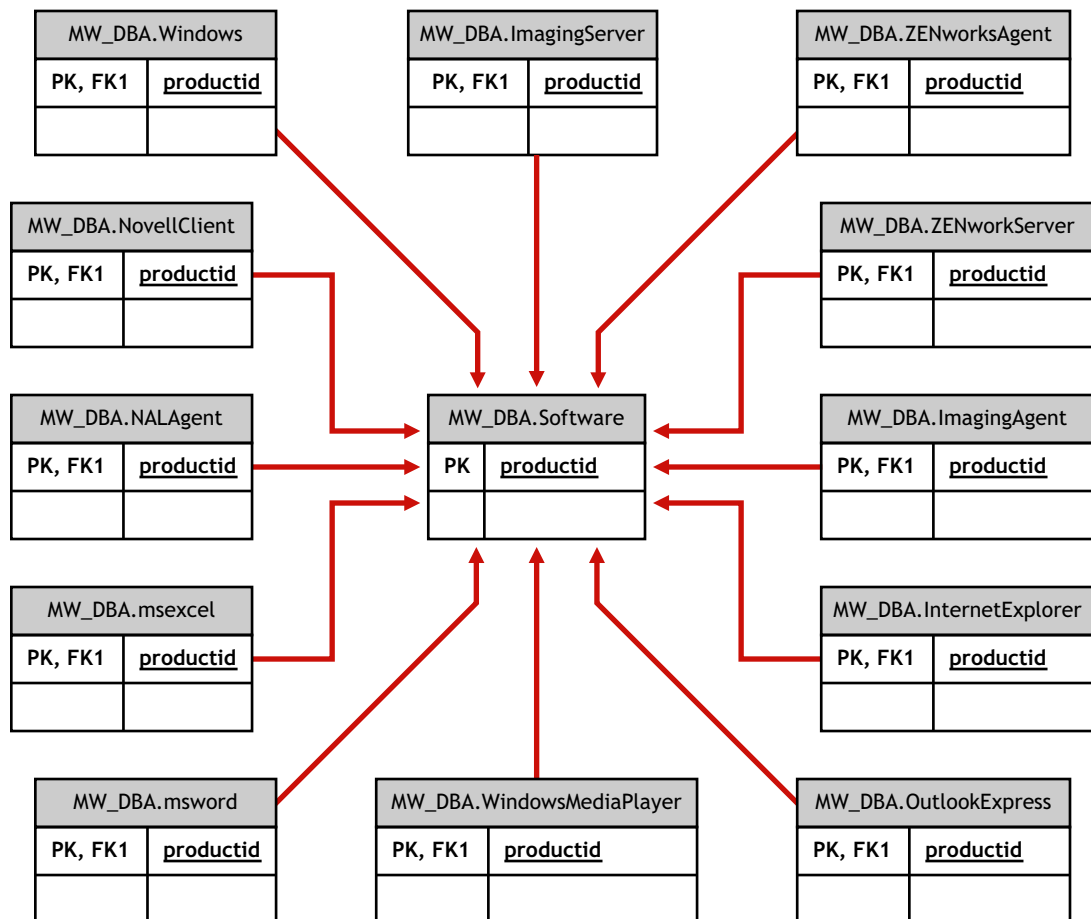 MW_DBA.Windows
PK, FK1 productid
MW_DBA.ImagingServer
PK, FK1 productid
MW_DBA.ZENworksAgent
PK, FK1 productid
MW_DBA.NovellClient
PK, FK1 productid
MW_DBA.ZENworkServer
PK, FK1 productid
MW_DBA.NALAgent
PK, FK1 productid
MW_DBA.Software
PK productid
MW_DBA.ImagingAgent
PK, FK1 productid
MW_DBA.msexcel
PK, FK1 productid
MW_DBA.InternetExplorer
PK, FK1 productid
MW_DBA.msword
PK, FK1 productid
MW_DBA.WindowsMediaPlayer
PK, FK1 productid
MW_DBA.OutlookExpress
PK, FK1 productid